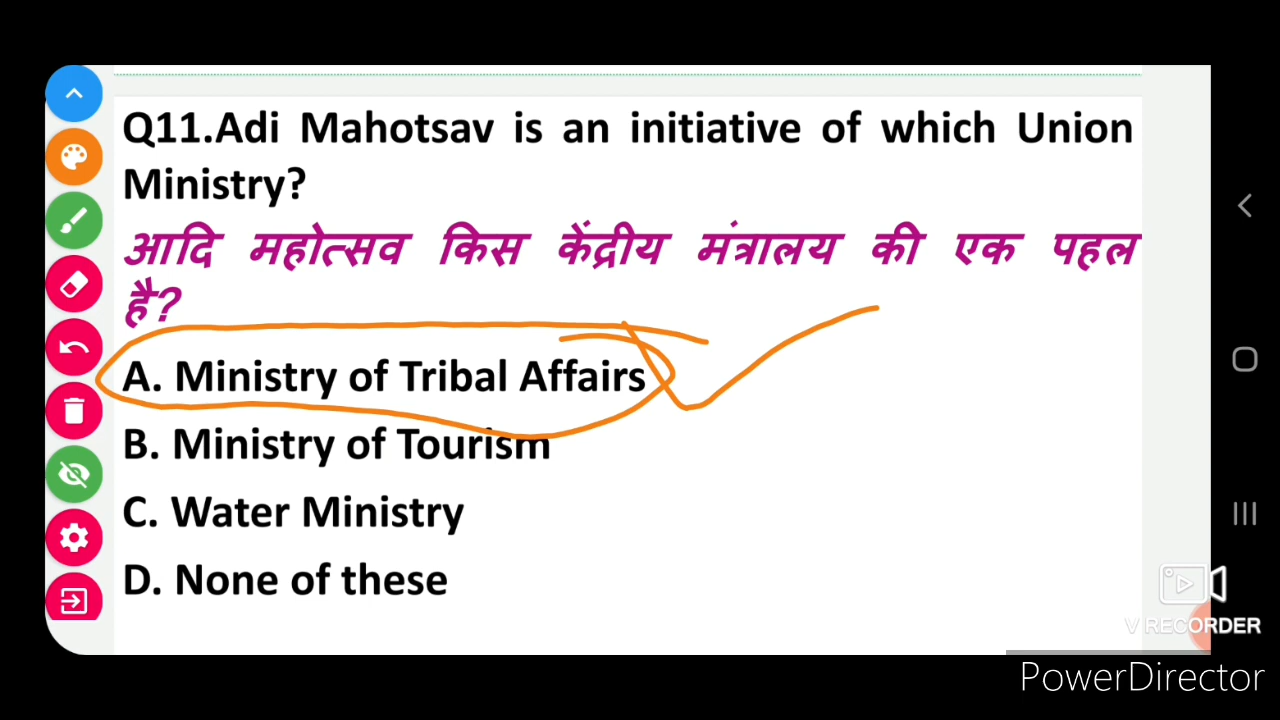 Q11.Adi Mahotsav is an initiative of which Union
Ministry?
आदि महोत्सव किस केंद्रीय मंत्रालय की एक पहल
है?
A. Ministry of Tribal Affairs
B. Ministry of Tourism
C. Water Ministry
D. None of these
V RECORDER
PowerDirector